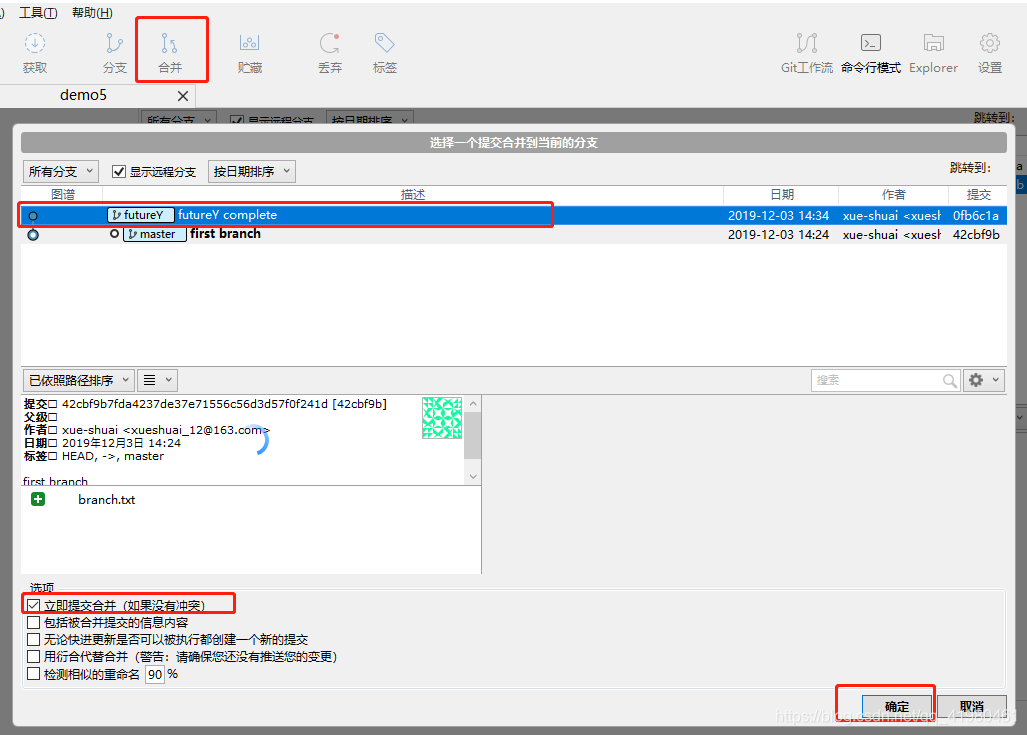 ) 工具(T) 帮助(H)
获取 分支 合并 贮藏 丢弃 标签 Git工作流 命令行模式 Explorer 设置
demo5
所有分支 显示远程分支 按日期排序 跳转到:
选择一个提交合并到当前的分支
所有分支 显示远程分支 按日期排序 跳转到:
图谱 描述 日期 作者 提交
futureY futureY complete 2019-12-03 14:34 xue-shuai <xuesh 0fb6c1a
master first branch 2019-12-03 14:24 xue-shuai <xuesh 42cbf9b
已依照路径排序 搜索
提交□ 42cbf9b7fda4237de37e71556c56d3d57f0f241d [42cbf9b]
父级□
作者□ xue-shuai <xueshuai_12@163.com>
日期□ 2019年12月3日 14:24
标签□ HEAD, ->, master
first branch
branch.txt
选项
立即提交合并（如果没有冲突）
包括被合并提交的信息内容
无论快进更新是否可以被执行都创建一个新的提交
用衍合代替合并（警告：请确保您还没有推送您的变更）
检测相似的重命名 90 %
确定 取消